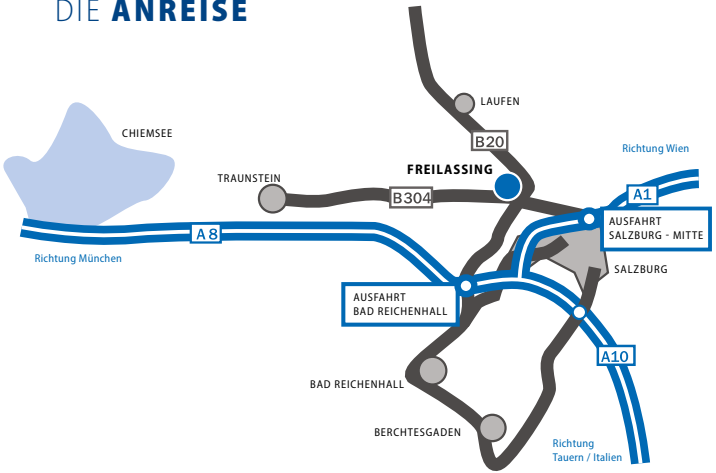 DIE ANREISE
LAUFEN
CHIEMSEE
B20
Richtung Wien
FREILASSING
TRAUNSTEIN
B304
A1
AUSFAHRT
SALZBURG - MITTE
A8
Richtung München
SALZBURG
AUSFAHRT
BAD REICHENHALL
A10
BAD REICHENHALL
BERCHTESGADEN
Richtung
Tauern / Italien